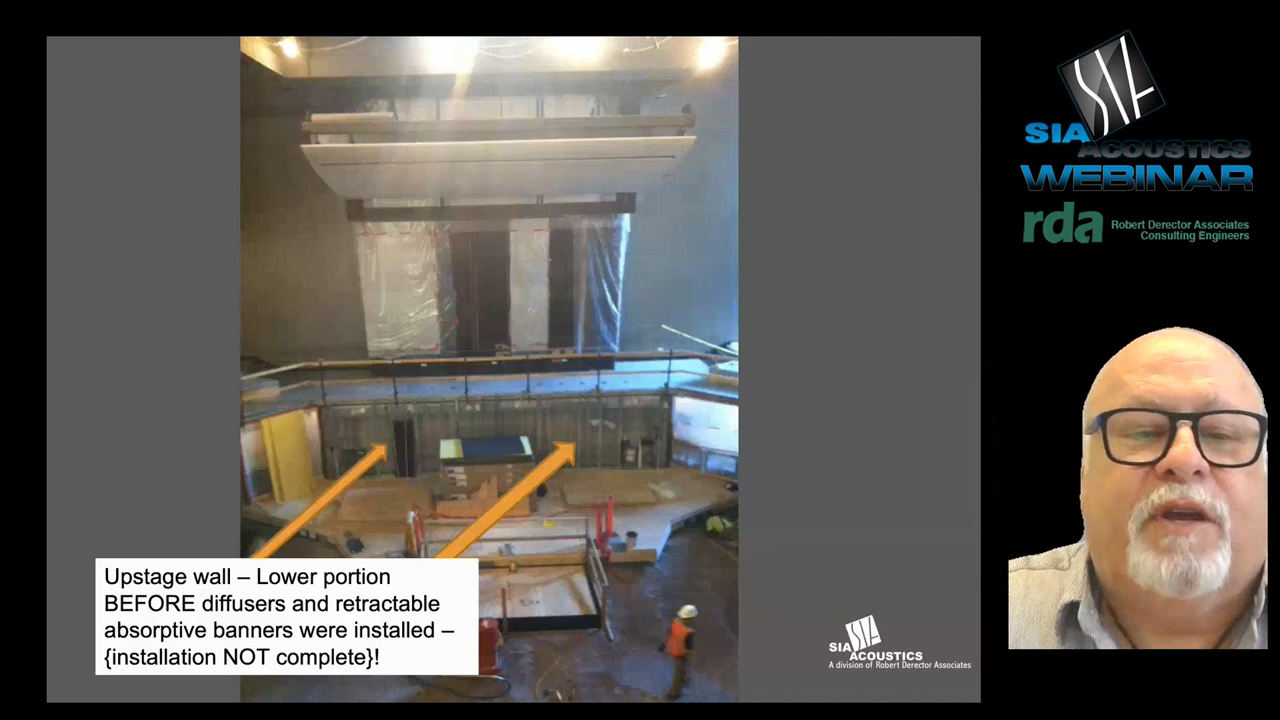 Upstage wall – Lower portion
BEFORE diffusers and retractable
absorptive banners were installed –
{installation NOT complete}!
SIA
ACOUSTICS
A division of Robert Derector Associates
SIA
SIA
ACOUSTICS
WEBINAR
rda
Robert Derector Associates
Consulting Engineers